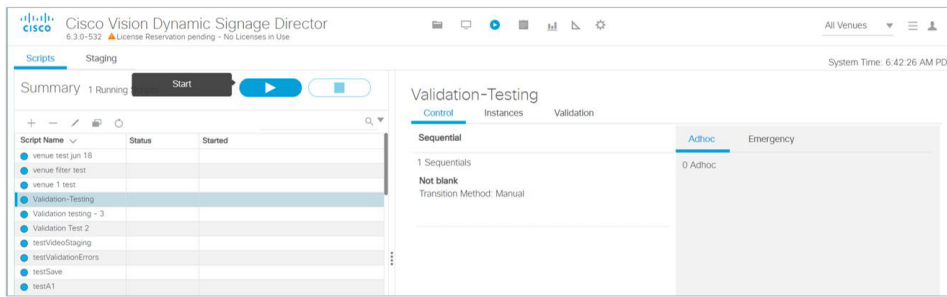 CISCO
Cisco Vision Dynamic Signage Director
6.3.0-532 License Reservation pending - No Licenses in Use
All Venues
Scripts Staging
System Time: 6:42:26 AM PD
Summary 1 Running
Start
Validation-Testing
Control Instances Validation
Script Name Status Started
venue test jun 18
venue filter test
venue 1 test
Validation-Testing
Validation testing - 3
Validation Test 2
testVideoStaging
testValidationErrors
testSave
testA1
Sequential
1 Sequentials
Not blank
Transition Method: Manual
Adhoc Emergency
0 Adhoc